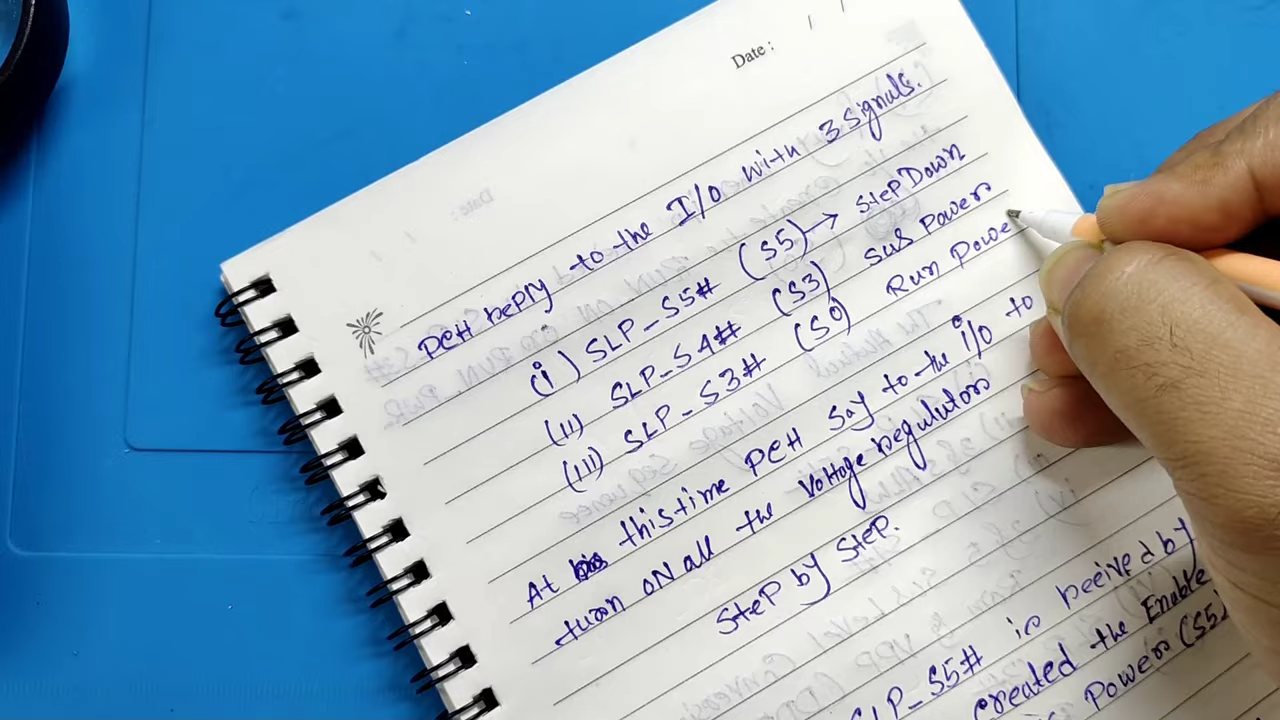 Date :
PCH reply to the I/O with 3 signals.
(i) SLP_S5# (S5) → Step Down
(ii) SLP_S4# (S3) sus Power
(iii) SLP_S3# (S0) Run Powe
At this time PCH say to the i/o to
turn oN all the voltage regulator
step by step.
SLP_S5# is received by
created the Enable
Power (S5)